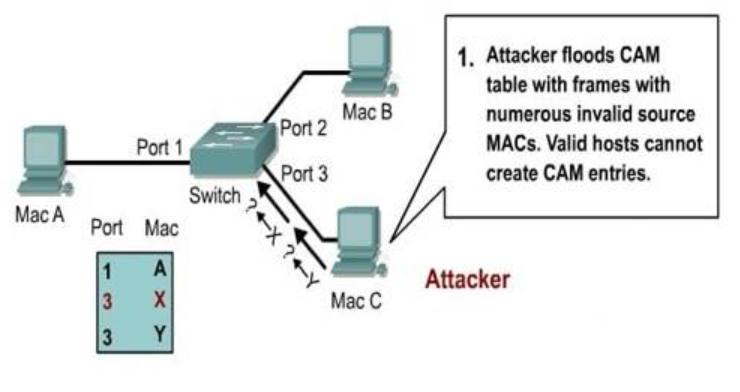 1. Attacker floods CAM
table with frames with
numerous invalid source
MACs. Valid hosts cannot
create CAM entries.
Mac B
Port 1
Port 2
Port 3
Switch
Mac A
?←X ?←Y
Port Mac
1 A
3 X
3 Y
Mac C
Attacker